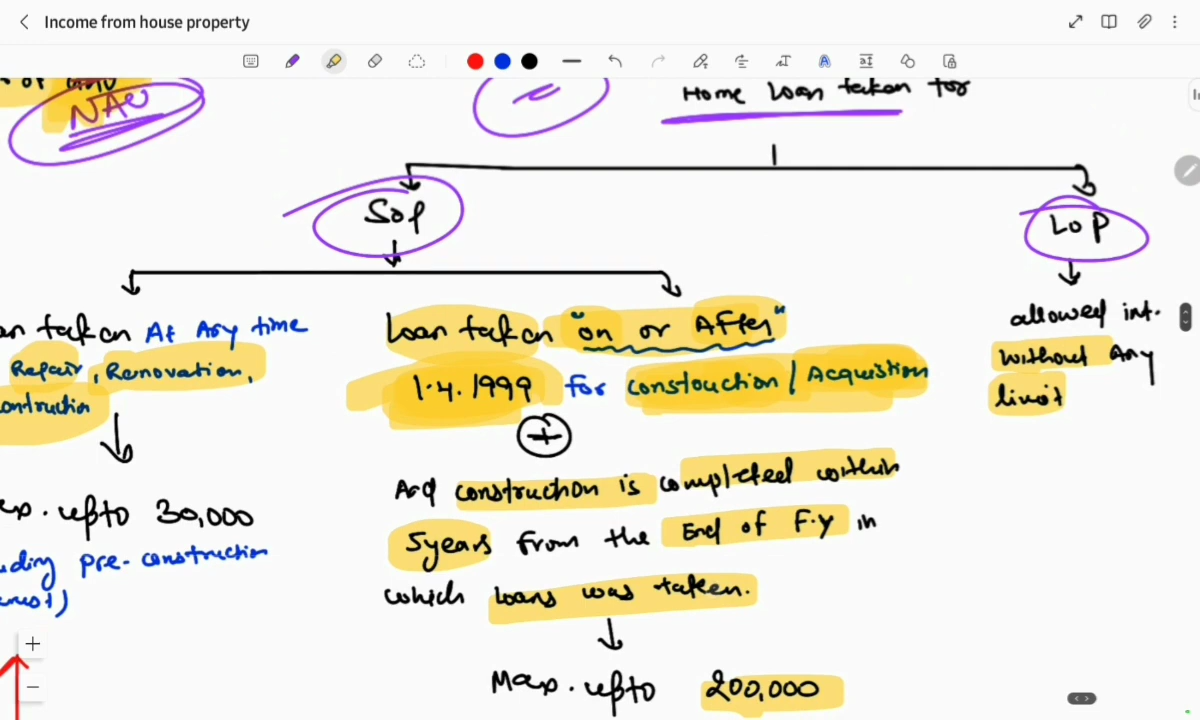 Income from house property
NAV
Home Loan taken for
SOP
LOP
taken At Any time
Repair, Renovation,
Loan taken "on or After"
1.4.1999 for construction / Acquistion
+
And construction is completed within
5years from the End of F.y in
which loans was taken.
Max. upto 200,000
upto 30,000
pre-construction
allowed int.
without Any
limit